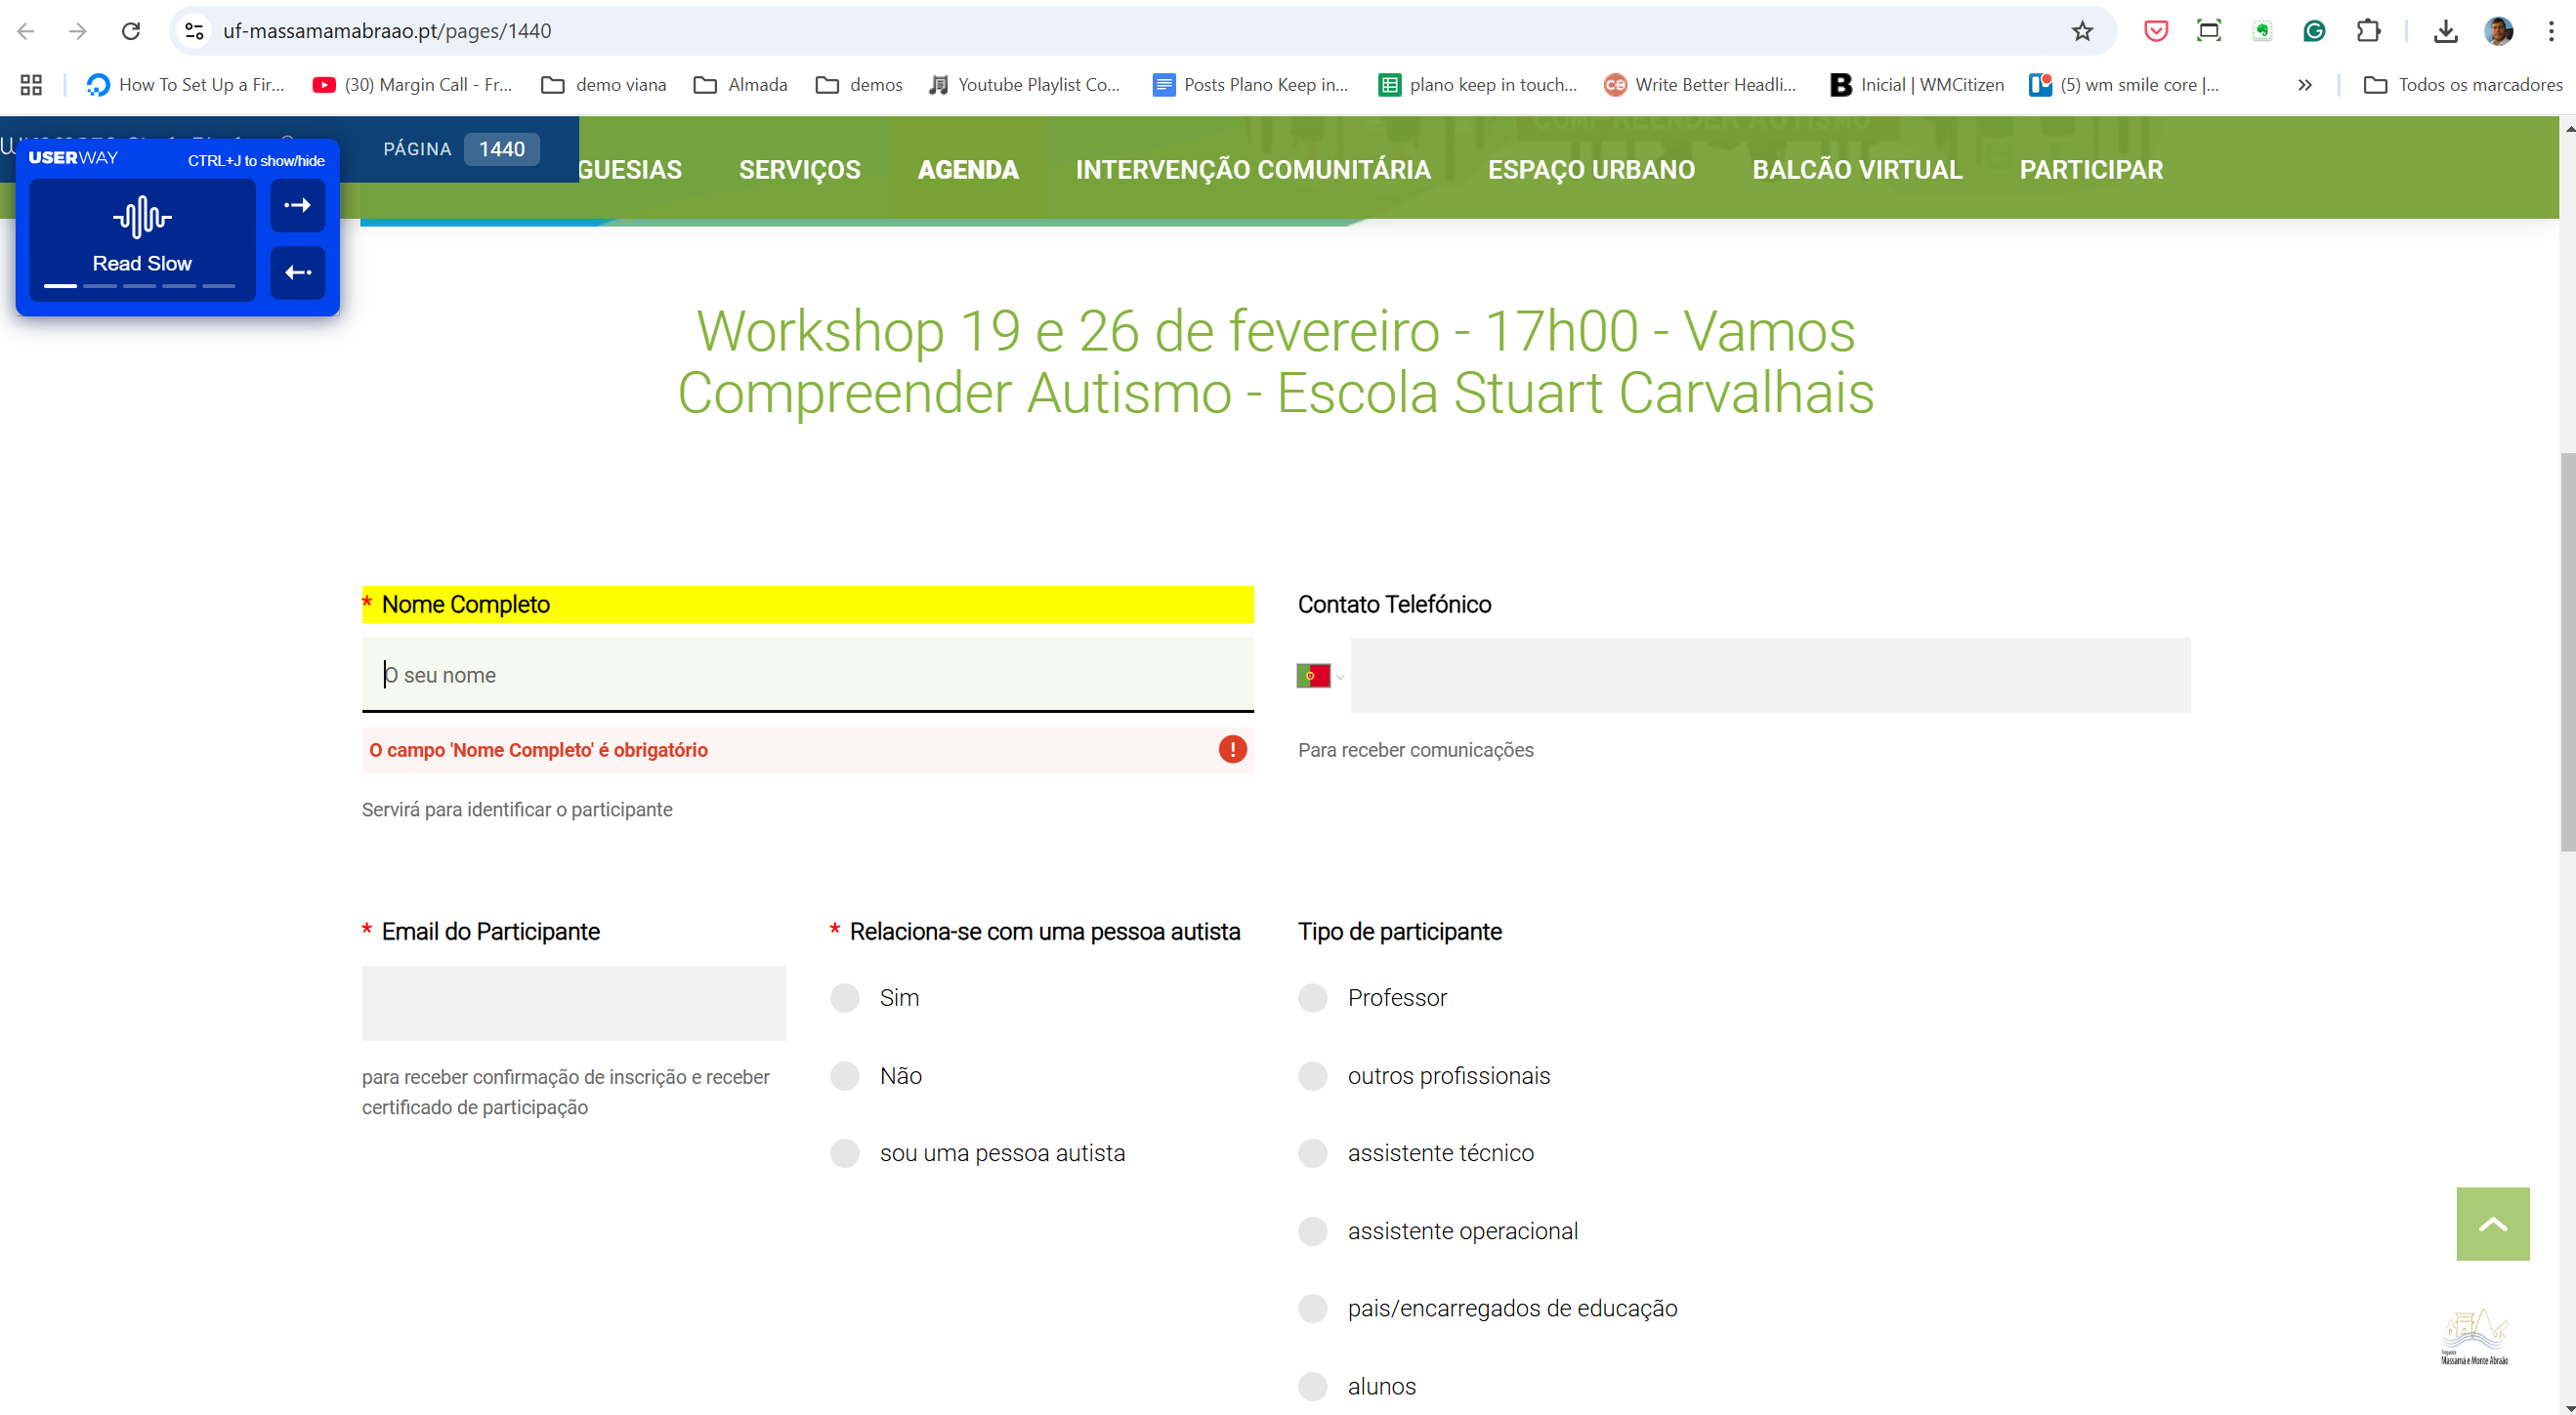 uf-massamamabraao.pt/pages/1440
How To Set Up a Fir...
(30) Margin Call - Fr...
demo viana
Almada
demos
Youtube Playlist Co...
Posts Plano Keep in...
plano keep in touch...
Write Better Headli...
Inicial | WMCitizen
(5) wm smile core |...
»
Todos os marcadores
COMPREENDER AUTISMO
USERWAY
CTRL+J to show/hide
Read Slow
PÁGINA 1440
GUESIAS
SERVIÇOS
AGENDA
INTERVENÇÃO COMUNITÁRIA
ESPAÇO URBANO
BALCÃO VIRTUAL
PARTICIPAR
Workshop 19 e 26 de fevereiro - 17h00 - Vamos
Compreender Autismo - Escola Stuart Carvalhais
* Nome Completo
O seu nome
O campo 'Nome Completo' é obrigatório
Servirá para identificar o participante
Contato Telefónico
Para receber comunicações
* Email do Participante
para receber confirmação de inscrição e receber
certificado de participação
* Relaciona-se com uma pessoa autista
Sim
Não
sou uma pessoa autista
Tipo de participante
Professor
outros profissionais
assistente técnico
assistente operacional
pais/encarregados de educação
alunos
Massamá e Monte Abraão